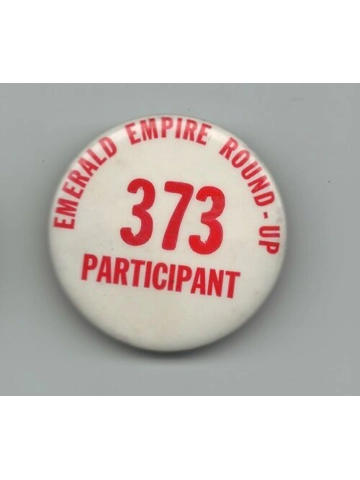 EMERALD EMPIRE ROUND-UP
373
PARTICIPANT